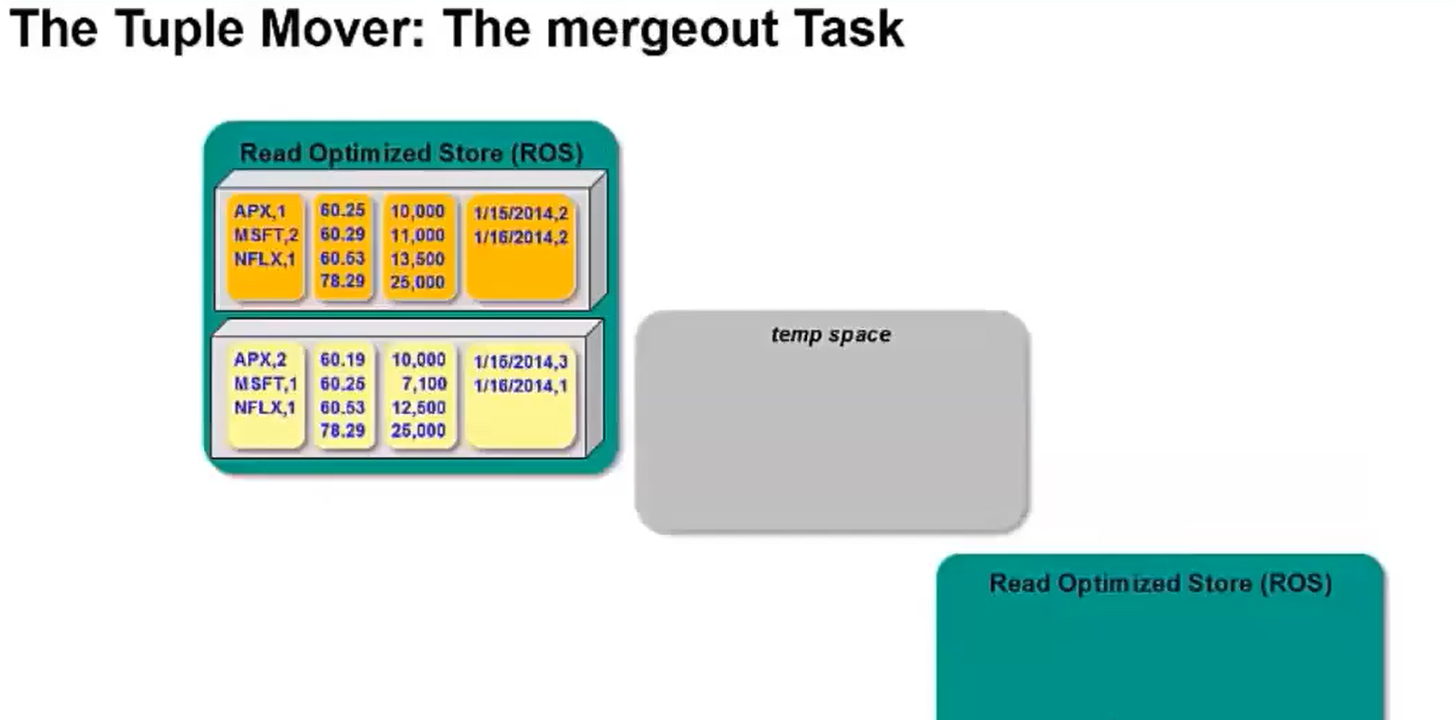 The Tuple Mover: The mergeout Task
Read Optimized Store (ROS)
APX,1 60.25 10,000 1/15/2014,2
MSFT,2 60.29 11,000 1/16/2014,2
NFLX,1 60.53 13,500
78.29 25,000
APX,2 60.19 10,000 1/15/2014,3
MSFT,1 60.25 7,100 1/16/2014,1
NFLX,1 60.53 12,500
78.29 25,000
temp space
Read Optimized Store (ROS)